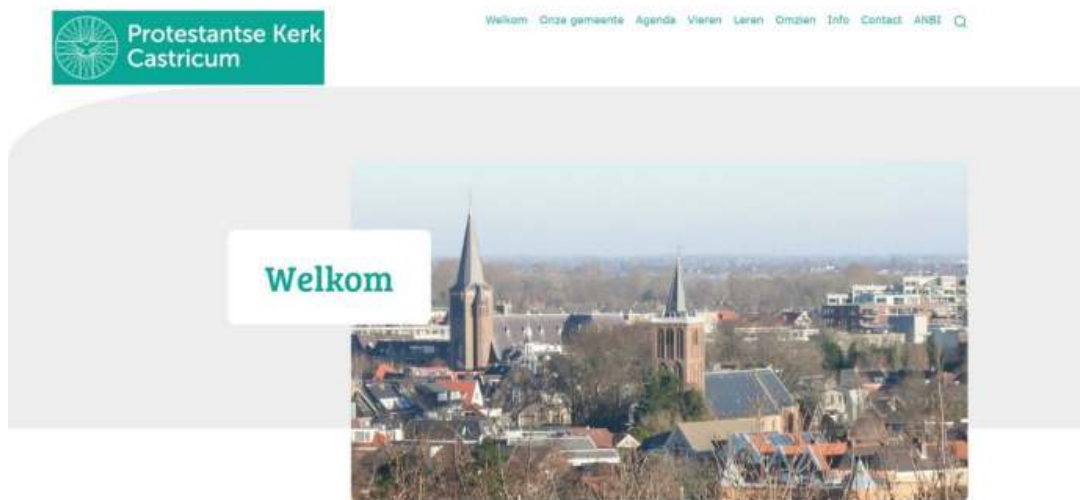 Protestantse Kerk
Castricum
Welkom Onze gemeente Agenda Vieren Leren Omzien Info Contact ANBI
Welkom